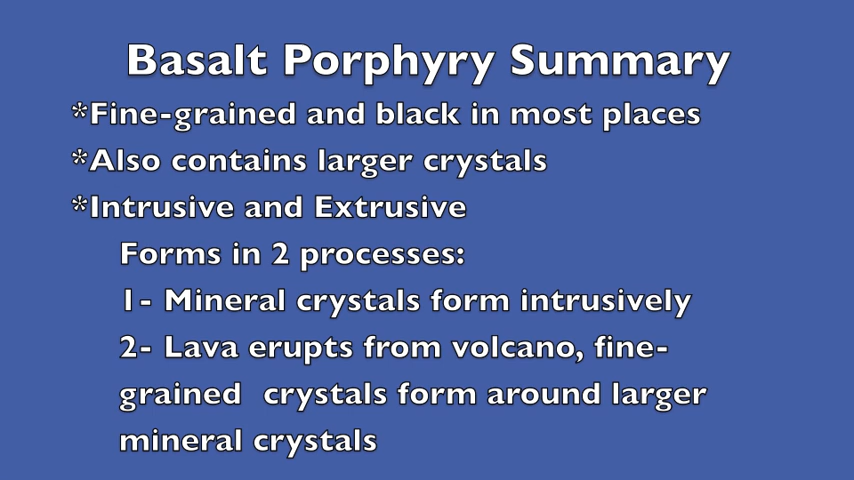 Basalt Porphyry Summary
*Fine-grained and black in most places
*Also contains larger crystals
*Intrusive and Extrusive
Forms in 2 processes:
1- Mineral crystals form intrusively
2- Lava erupts from volcano, fine-
grained  crystals form around larger
mineral crystals